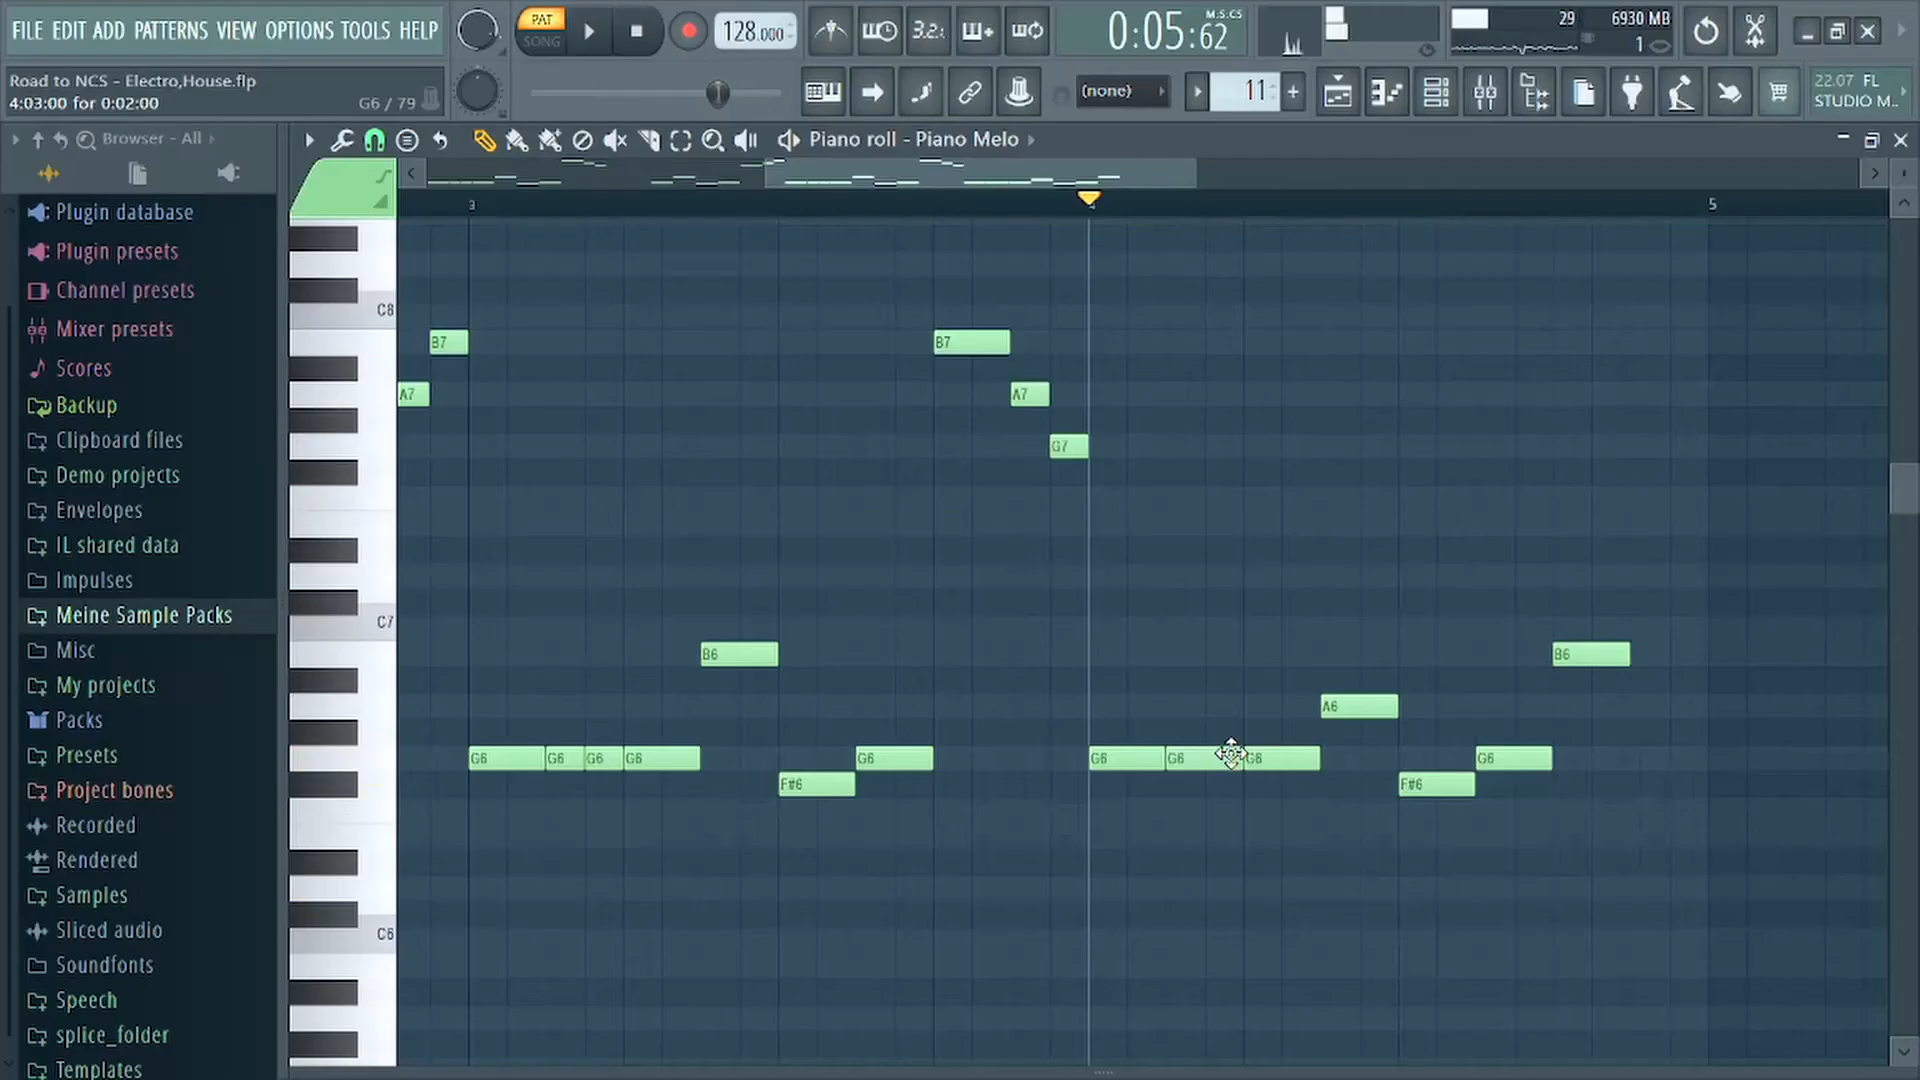 FILE EDIT ADD PATTERNS VIEW OPTIONS TOOLS HELP
PAT
SONG
128.000
3.2.
0:05:62
M:S:CS
29
6930 MB
1
Road to NCS - Electro,House.flp
4:03:00 for 0:02:00
G6 / 79
(none)
11
22.07 FL
STUDIO M..
Browser - All
Piano roll - Piano Melo
Plugin database
Plugin presets
Channel presets
Mixer presets
Scores
Backup
Clipboard files
Demo projects
Envelopes
IL shared data
Impulses
Meine Sample Packs
Misc
My projects
Packs
Presets
Project bones
Recorded
Rendered
Samples
Sliced audio
Soundfonts
Speech
splice_folder
Templates
3
5
C8
B7
B7
A7
A7
G7
C7
B6
B6
A6
G6
G6
G6
G6
G6
G6
G6
G6
G6
F#6
F#6
C6